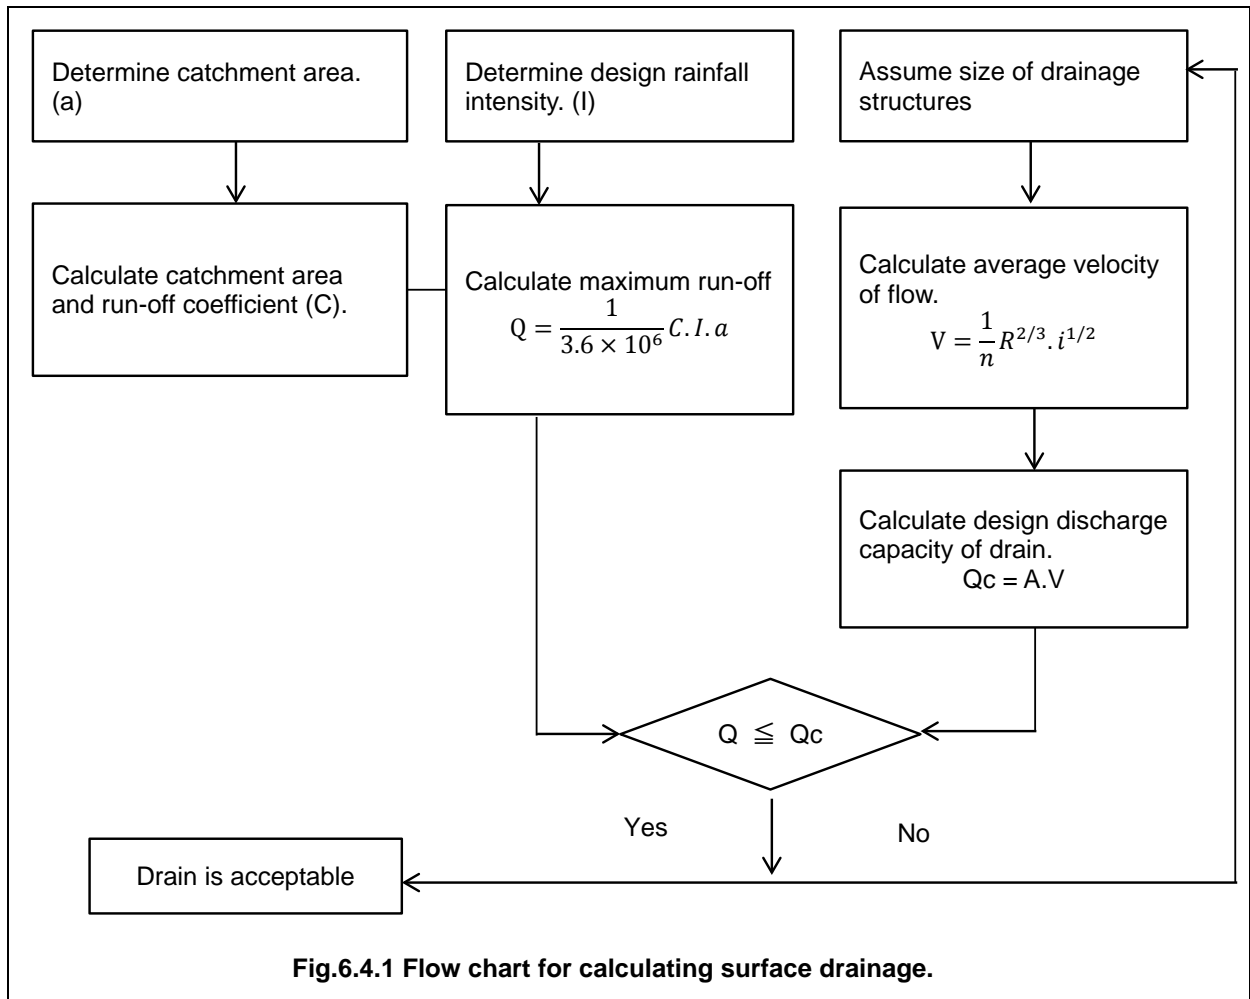 Determine catchment area.
(a)
Determine design rainfall
intensity. (I)
Assume size of drainage
structures
Calculate catchment area
and run-off coefficient (C).
Calculate maximum run-off
Q = 1/(3.6 × 10⁶) C.I.a
Calculate average velocity
of flow.
V = 1/n R^{2/3}.i^{1/2}
Calculate design discharge
capacity of drain.
Qc = A.V
Q ≦ Qc
Yes
No
Drain is acceptable
Fig.6.4.1 Flow chart for calculating surface drainage.